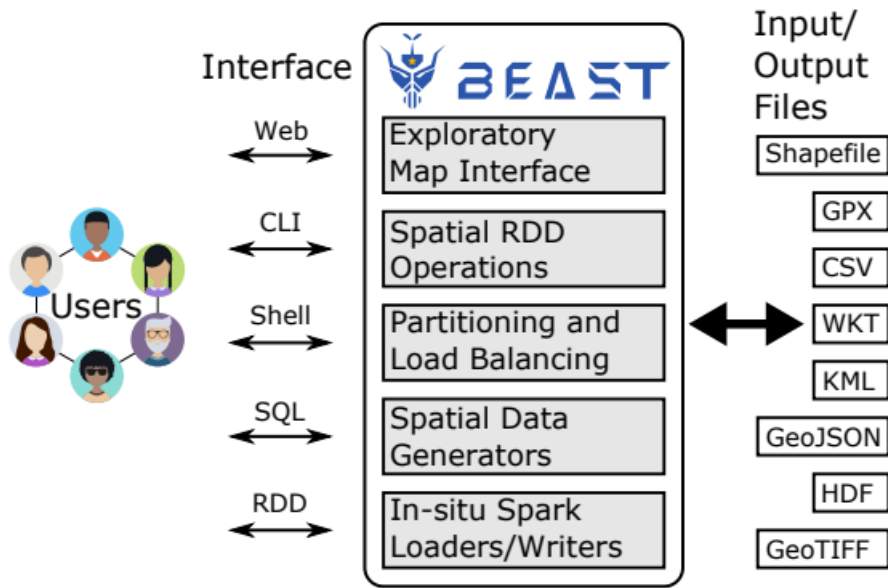 Interface
Web
CLI
Shell
SQL
RDD
Users
BEAST
Exploratory
Map Interface
Spatial RDD
Operations
Partitioning and
Load Balancing
Spatial Data
Generators
In-situ Spark
Loaders/Writers
Input/
Output
Files
Shapefile
GPX
CSV
WKT
KML
GeoJSON
HDF
GeoTIFF